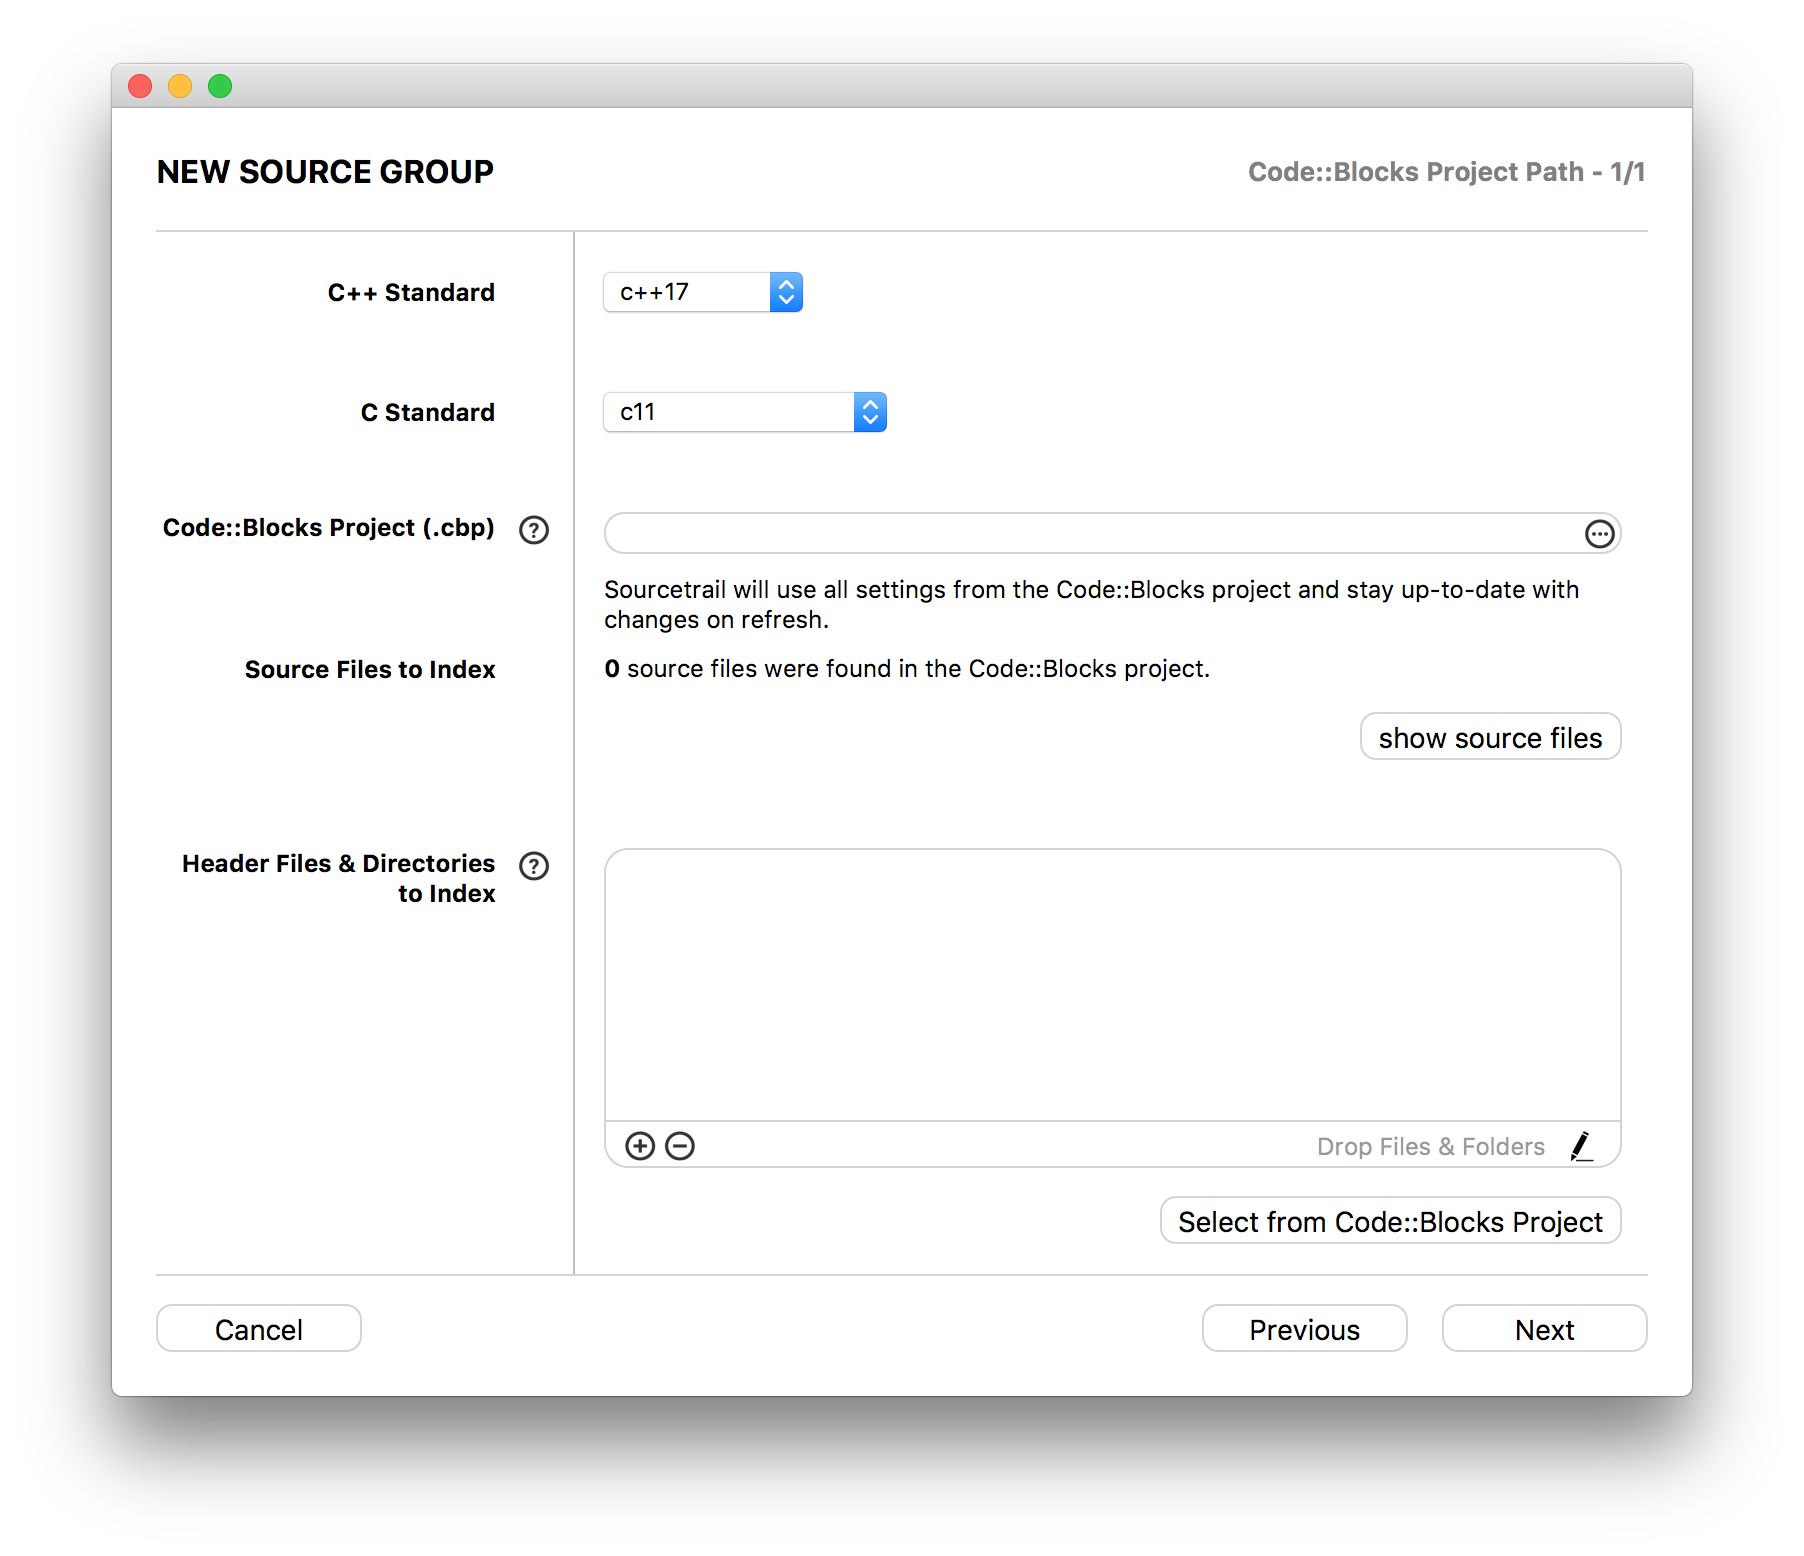 NEW SOURCE GROUP
Code::Blocks Project Path - 1/1
C++ Standard
c++17
C Standard
c11
Code::Blocks Project (.cbp)
Sourcetrail will use all settings from the Code::Blocks project and stay up-to-date with
changes on refresh.
Source Files to Index
0 source files were found in the Code::Blocks project.
show source files
Header Files & Directories
to Index
Drop Files & Folders
Select from Code::Blocks Project
Cancel
Previous
Next